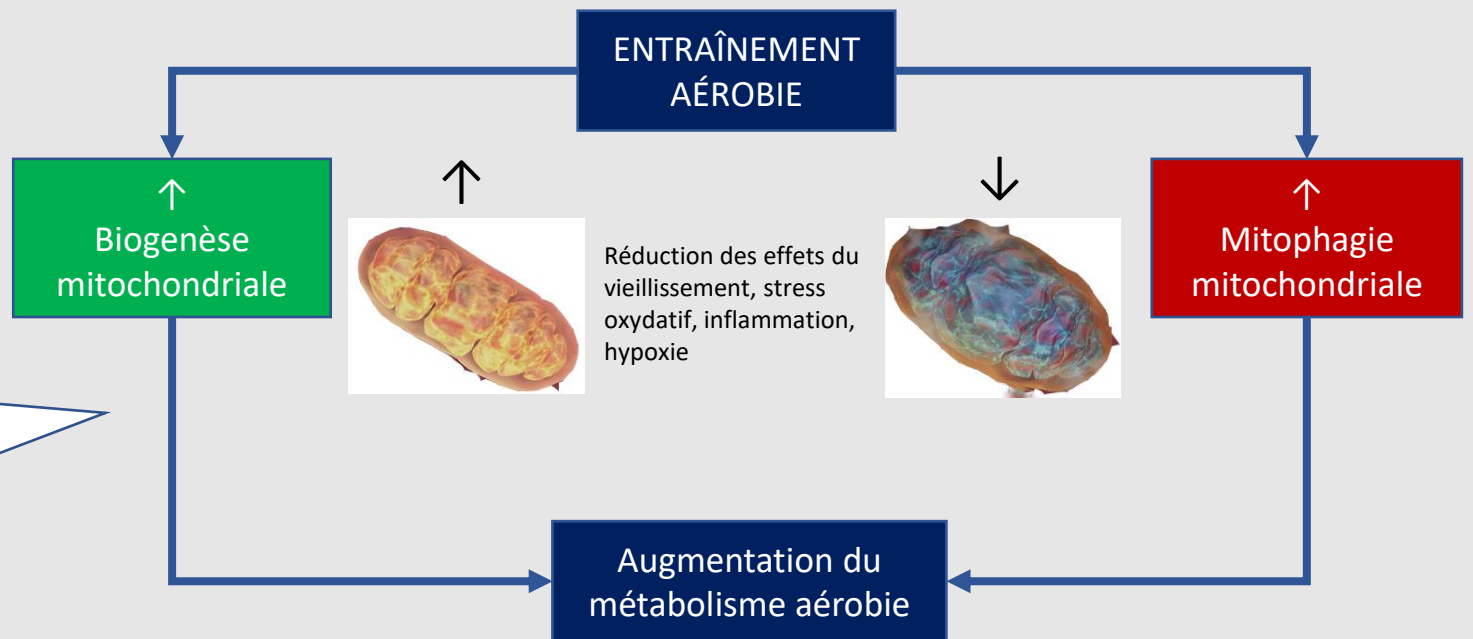 ENTRAÎNEMENT
AÉROBIE
↑
Biogenèse
mitochondriale
↑
Réduction des effets du
vieillissement, stress
oxydatif, inflammation,
hypoxie
↓
↑
Mitophagie
mitochondriale
Augmentation du
métabolisme aérobie